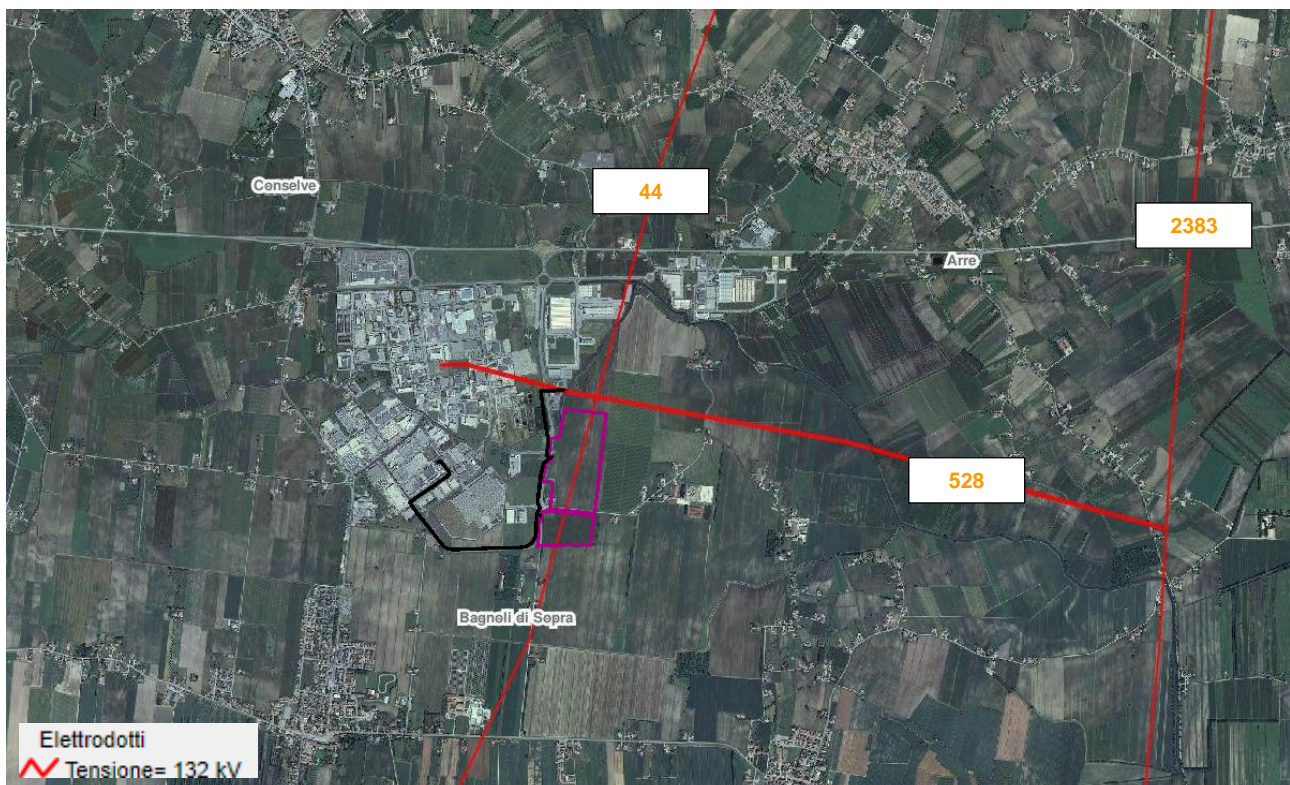 Conselve
44
2383
Arre
528
Bagnoli di Sopra
Elettrodotti
Tensione= 132 kV